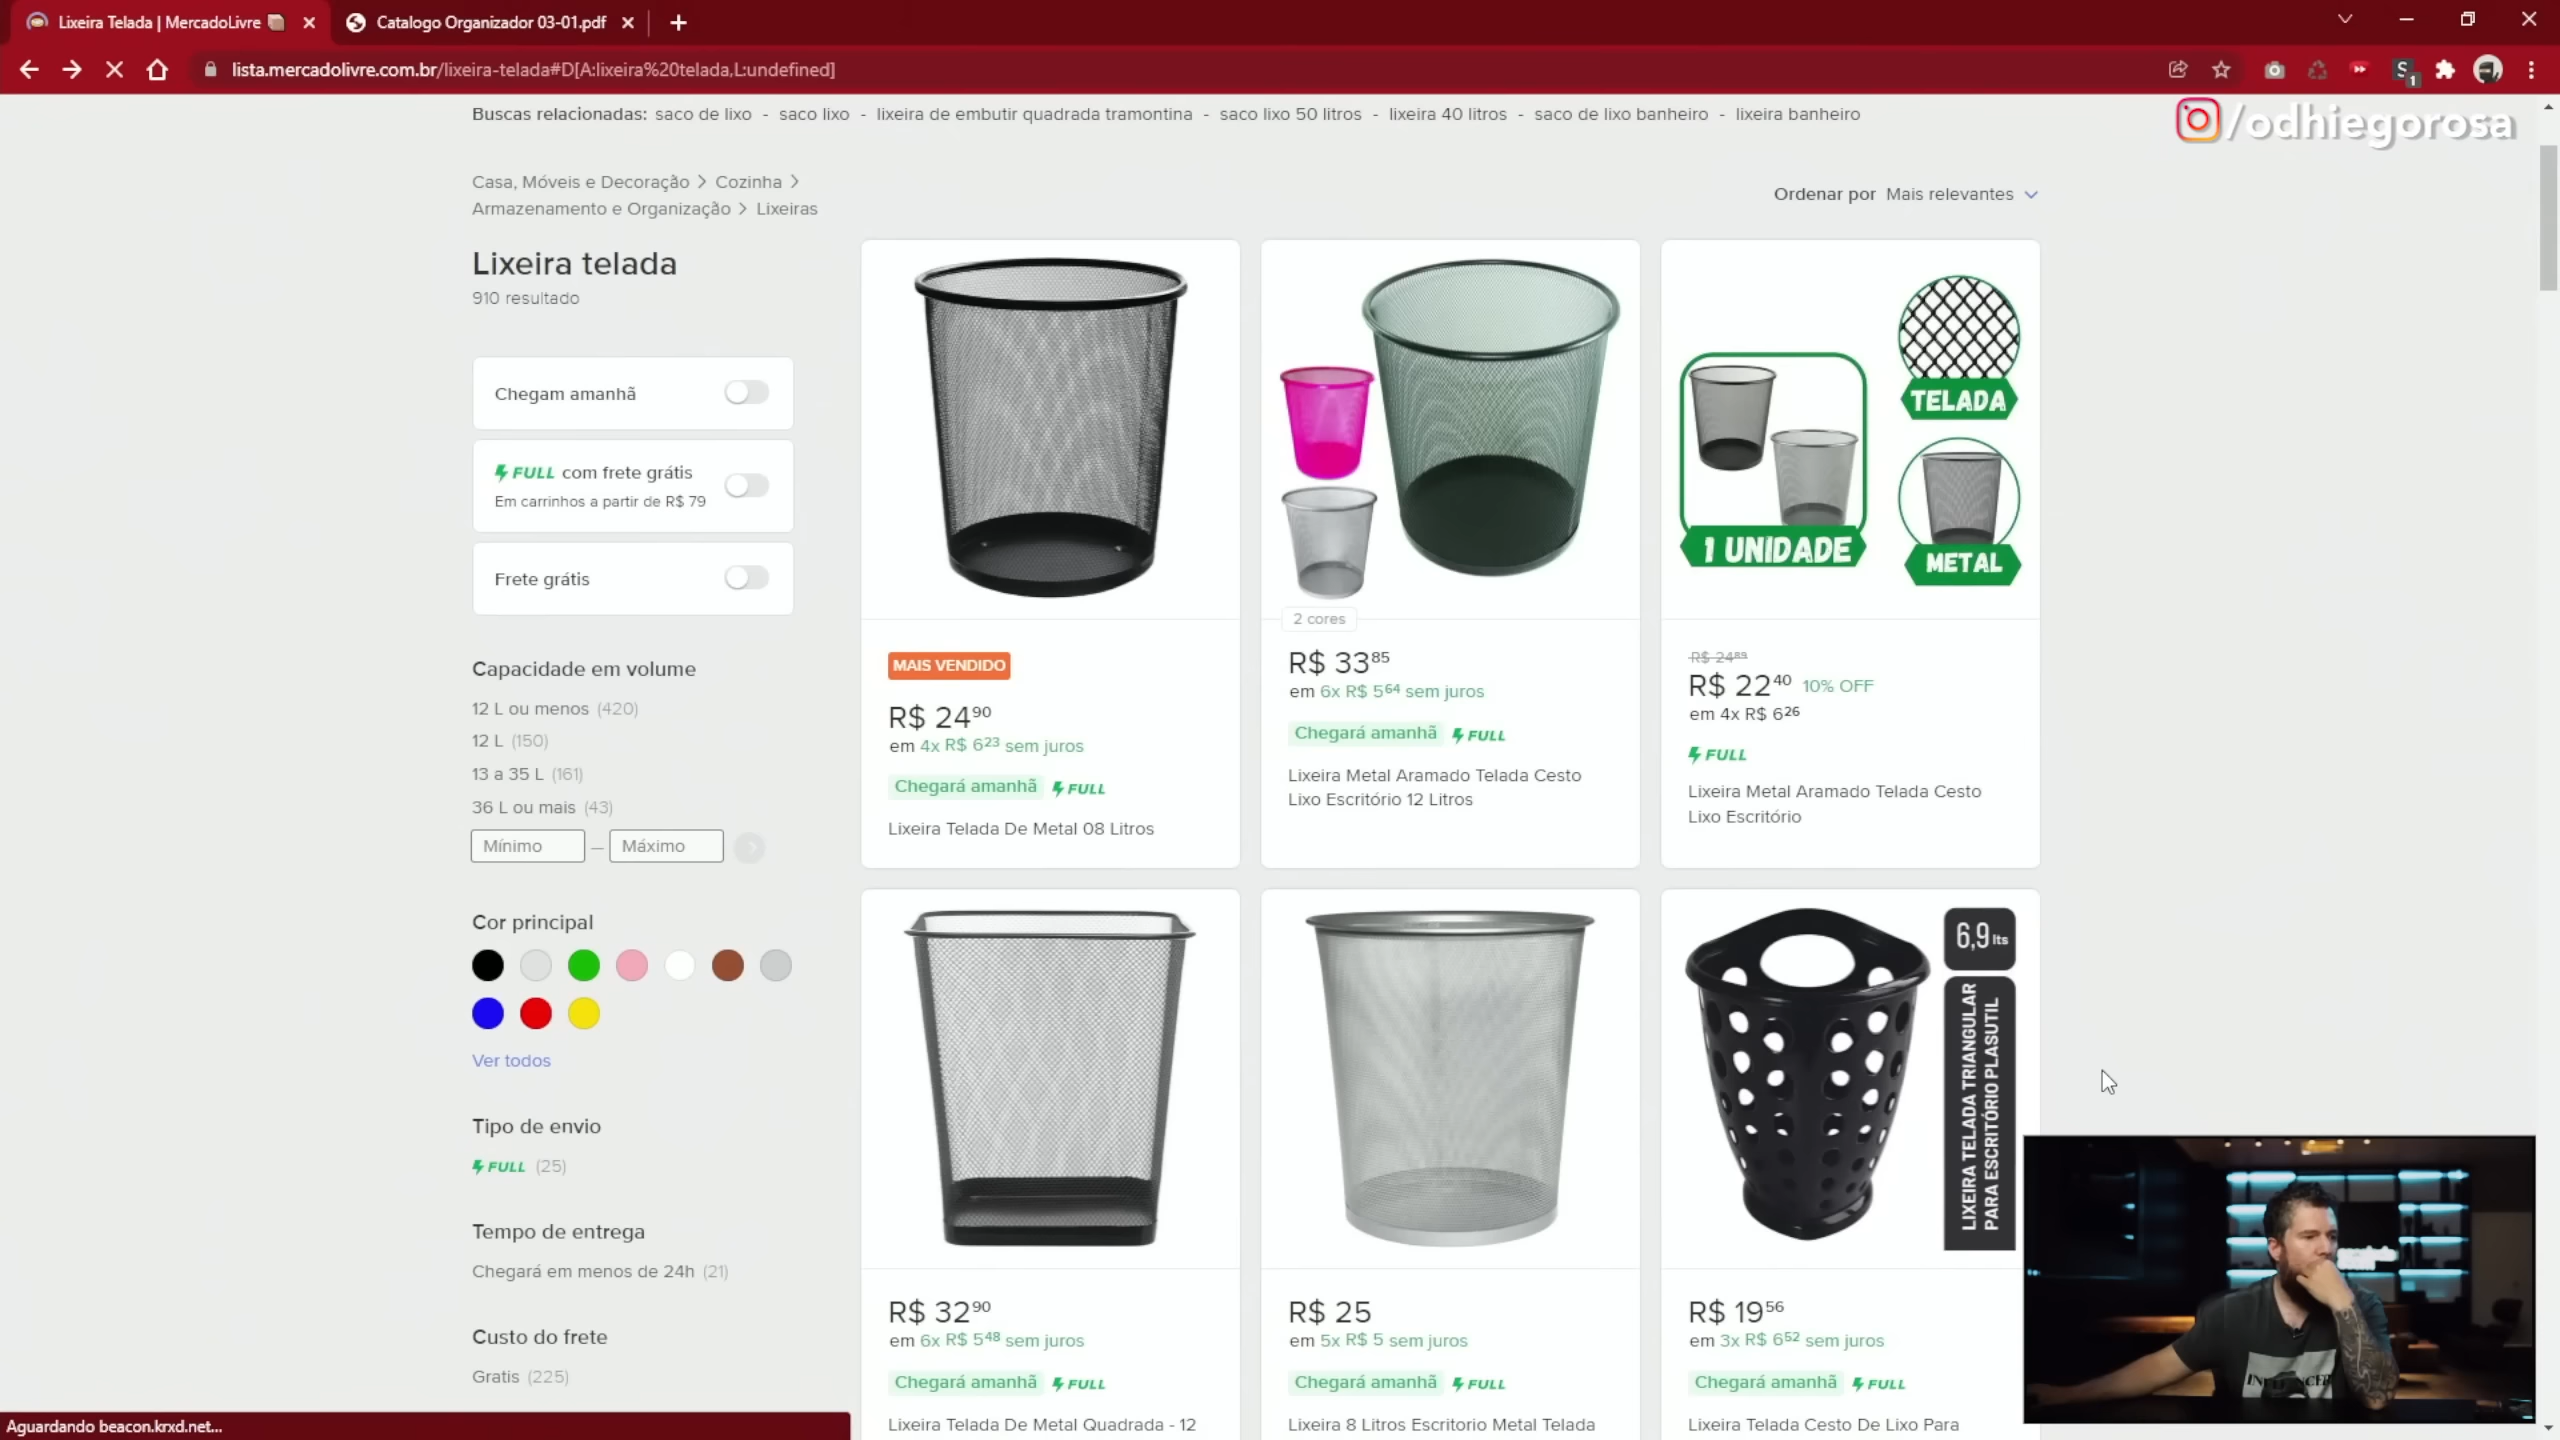 Lixeira Telada | MercadoLivre
Catalogo Organizador 03-01.pdf
lista.mercadolivre.com.br/lixeira-telada#D[A:lixeira%20telada,L:undefined]
S 1
/odhiegorosa
Buscas relacionadas: saco de lixo - saco lixo - lixeira de embutir quadrada tramontina - saco lixo 50 litros - lixeira 40 litros - saco de lixo banheiro - lixeira banheiro
Casa, Móveis e Decoração > Cozinha >
Armazenamento e Organização > Lixeiras
Ordenar por Mais relevantes
Lixeira telada
910 resultado
Chegam amanhã
FULL com frete grátis
Em carrinhos a partir de R$ 79
Frete grátis
Capacidade em volume
12 L ou menos (420)
12 L (150)
13 a 35 L (161)
36 L ou mais (43)
Mínimo — Máximo
Cor principal
Ver todos
Tipo de envio
FULL (25)
Tempo de entrega
Chegará em menos de 24h (21)
Custo do frete
Gratis (225)
MAIS VENDIDO
R$ 24 90
em 4x R$ 6 23 sem juros
Chegará amanhã FULL
Lixeira Telada De Metal 08 Litros
2 cores
R$ 33 85
em 6x R$ 5 64 sem juros
Chegará amanhã FULL
Lixeira Metal Aramado Telada Cesto
Lixo Escritório 12 Litros
TELADA
1 UNIDADE
METAL
R$ 24 89
R$ 22 40 10% OFF
em 4x R$ 6 26
FULL
Lixeira Metal Aramado Telada Cesto
Lixo Escritório
R$ 32 90
em 6x R$ 5 48 sem juros
Chegará amanhã FULL
Lixeira Telada De Metal Quadrada - 12
R$ 25
em 5x R$ 5 sem juros
Chegará amanhã FULL
Lixeira 8 Litros Escritorio Metal Telada
6,9 lts
LIXEIRA TELADA TRIANGULAR
PARA ESCRITÓRIO PLASUTIL
R$ 19 56
em 3x R$ 6 52 sem juros
Chegará amanhã FULL
Lixeira Telada Cesto De Lixo Para
Aguardando beacon.krxd.net...